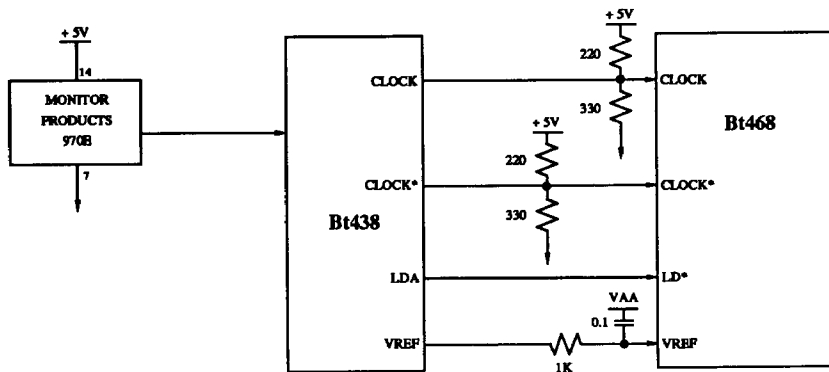 + 5V
14
MONITOR
PRODUCTS
970E
7
Bt438
CLOCK
CLOCK*
LDA
VREF
+ 5V
220
330
+ 5V
220
330
VAA
0.1
1K
Bt468
CLOCK
CLOCK*
LD*
VREF